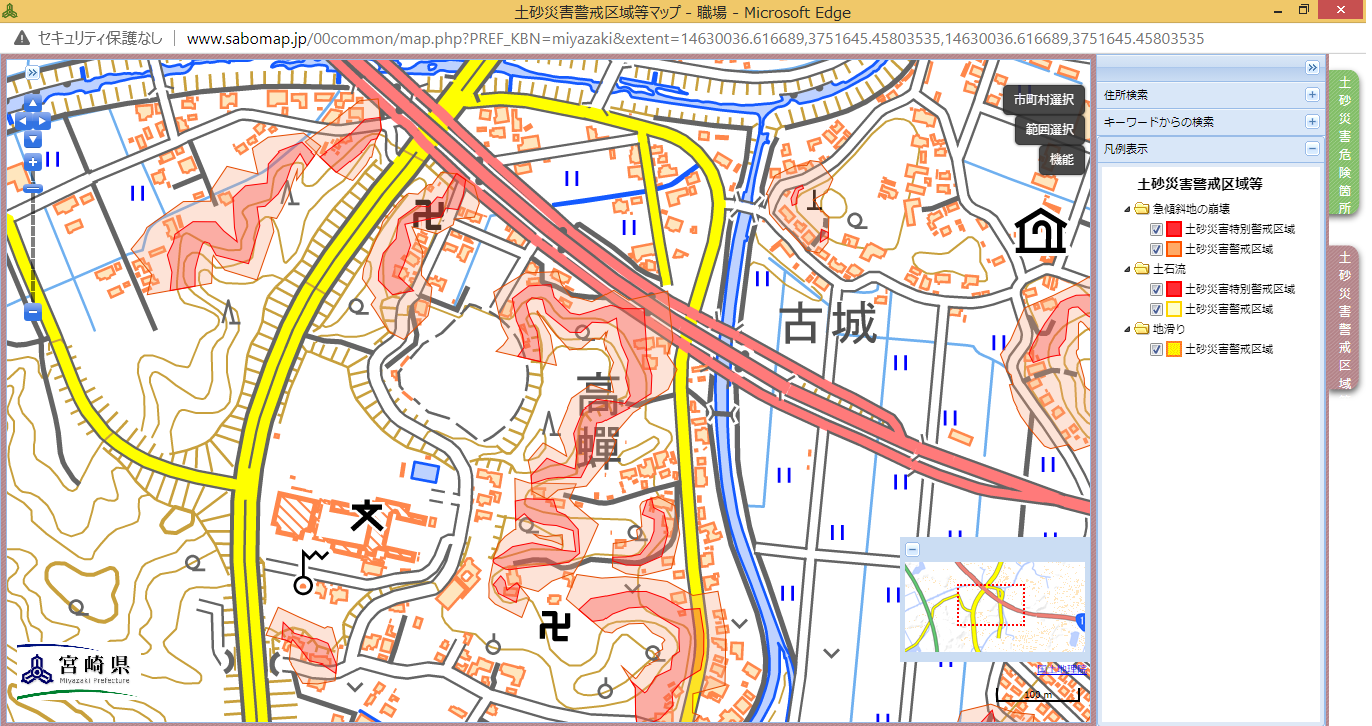 土砂災害警戒区域等マップ - 職場 - Microsoft Edge
セキュリティ保護なし
www.sabomap.jp/00common/map.php?PREF_KBN=miyazaki&extent=14630036.616689,3751645.45803535,14630036.616689,3751645.45803535
市町村選択
範囲選択
機能
住所検索
キーワードからの検索
凡例表示
土砂災害警戒区域等
急傾斜地の崩壊
土砂災害特別警戒区域
土砂災害警戒区域
土石流
土砂災害特別警戒区域
土砂災害警戒区域
地滑り
土砂災害警戒区域
土砂災害危険箇所
土砂災害警戒区域
古城
高蟬
文
宮崎県
Miyazaki Prefecture
国土地理院
100 m